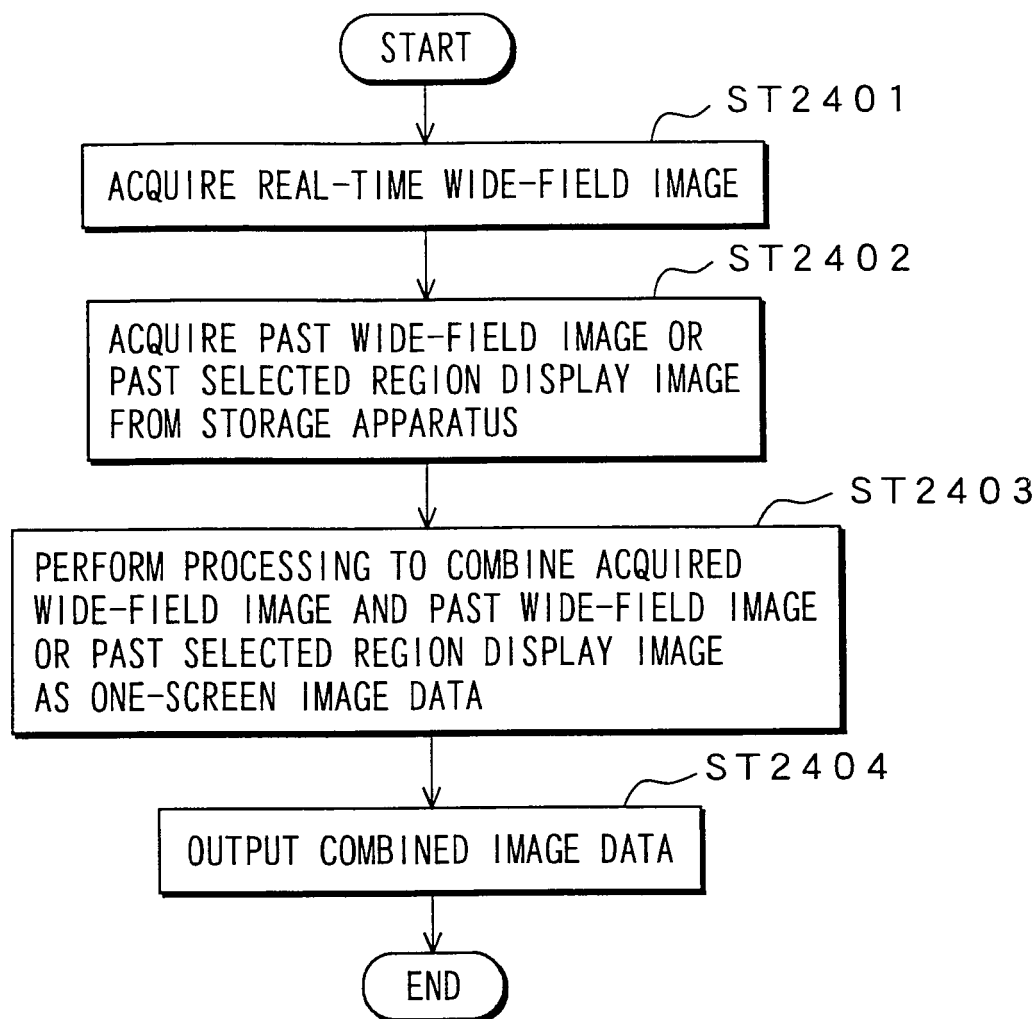 START
ST2401
ACQUIRE REAL-TIME WIDE-FIELD IMAGE
ST2402
ACQUIRE PAST WIDE-FIELD IMAGE OR
PAST SELECTED REGION DISPLAY IMAGE
FROM STORAGE APPARATUS
ST2403
PERFORM PROCESSING TO COMBINE ACQUIRED
WIDE-FIELD IMAGE AND PAST WIDE-FIELD IMAGE
OR PAST SELECTED REGION DISPLAY IMAGE
AS ONE-SCREEN IMAGE DATA
ST2404
OUTPUT COMBINED IMAGE DATA
END